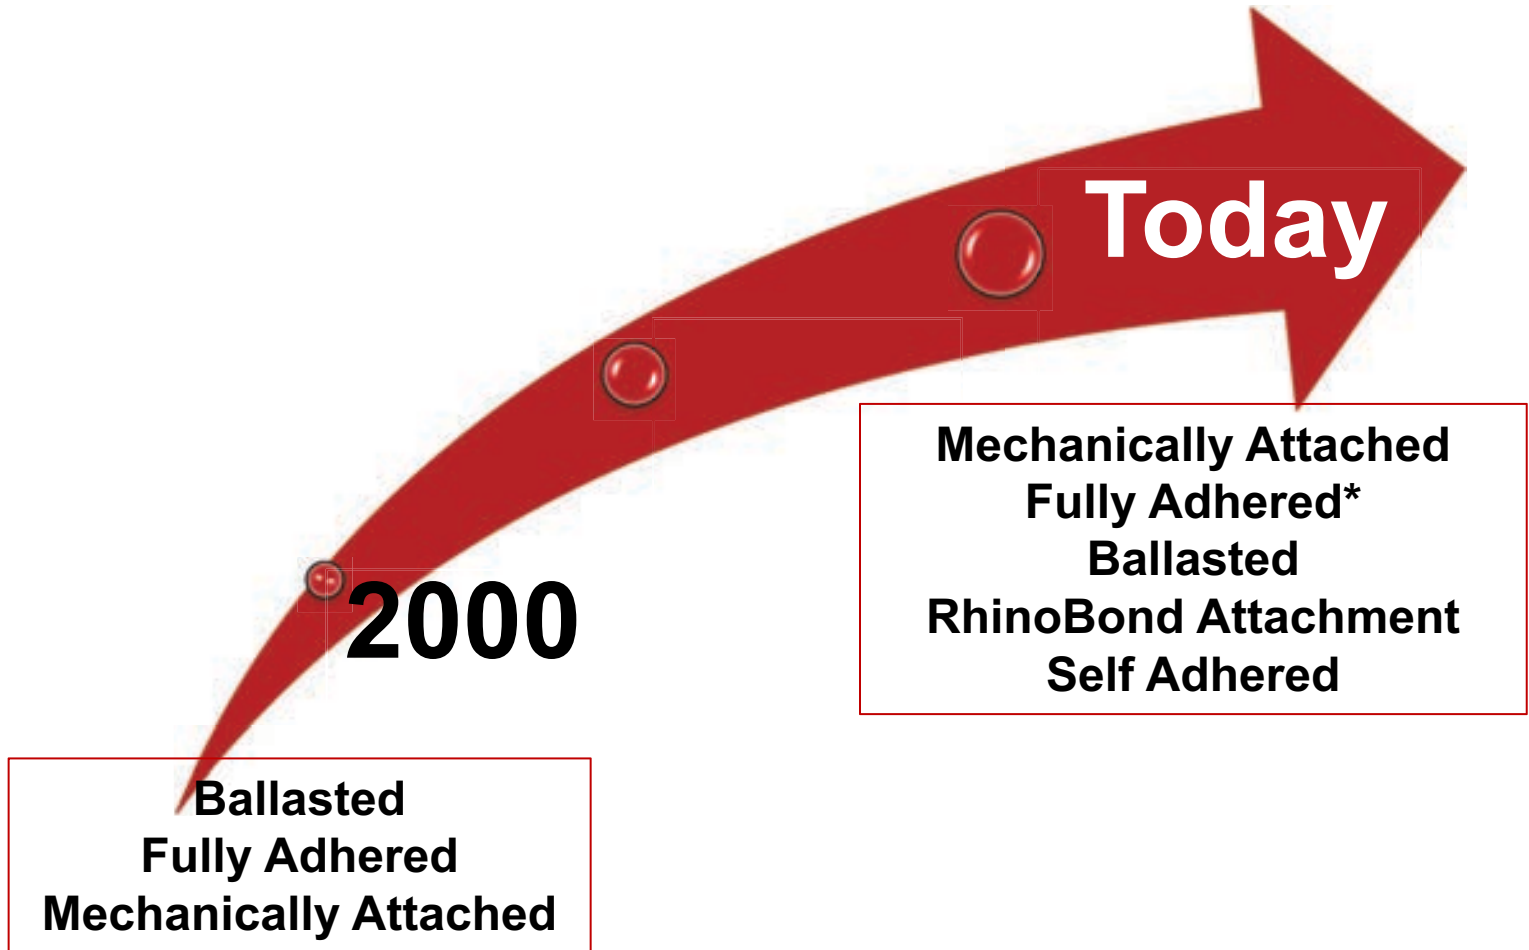 Today
Mechanically Attached
Fully Adhered*
Ballasted
RhinoBond Attachment
Self Adhered
2000
Ballasted
Fully Adhered
Mechanically Attached